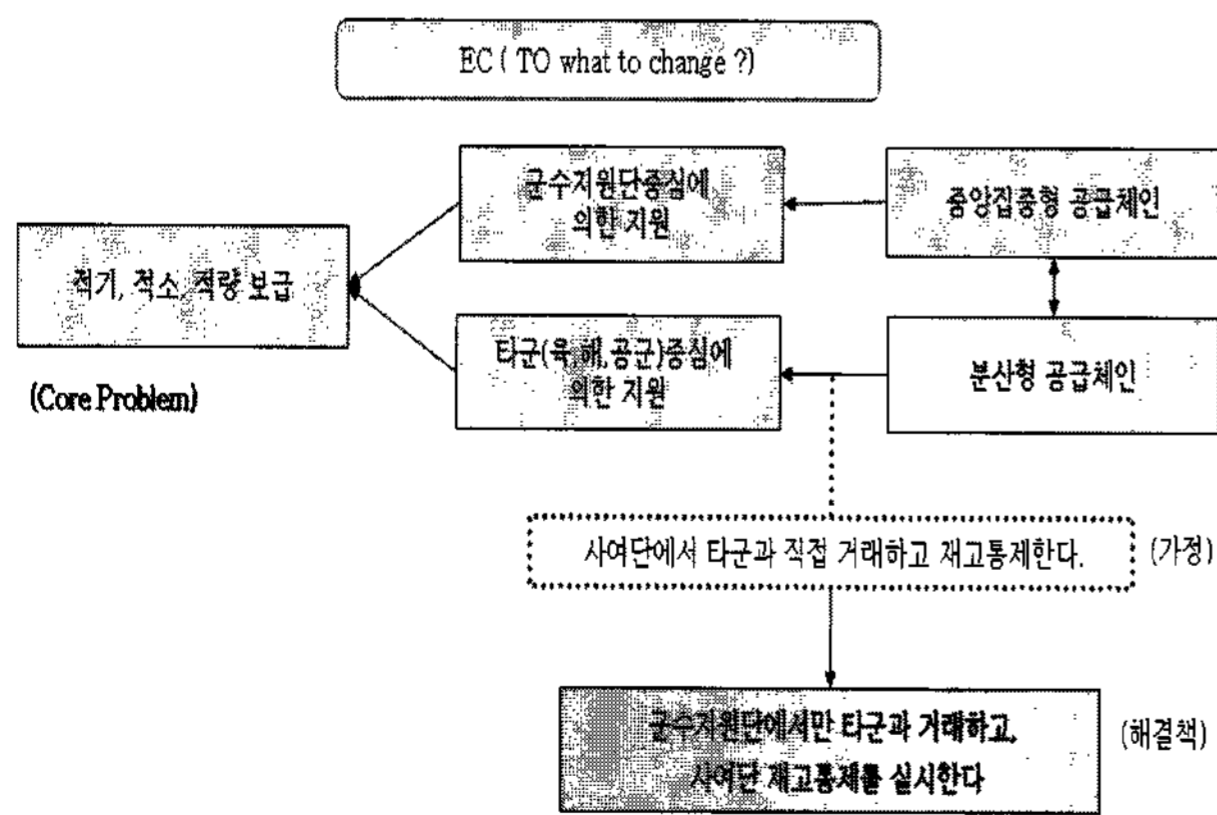 EC ( TO what to change ?)
군수지원단중심에
의한 지원
중앙집중형 공급체인
적기, 적소, 적량 보급
타군(육,해,공군)중심에
의한 지원
분산형 공급체인
(Core Problem)
사여단에서 타군과 직접 거래하고 재고통제한다.
(가정)
군수지원단에서만 타군과 거래하고,
사여단 재고통제를 실시한다
(해결책)